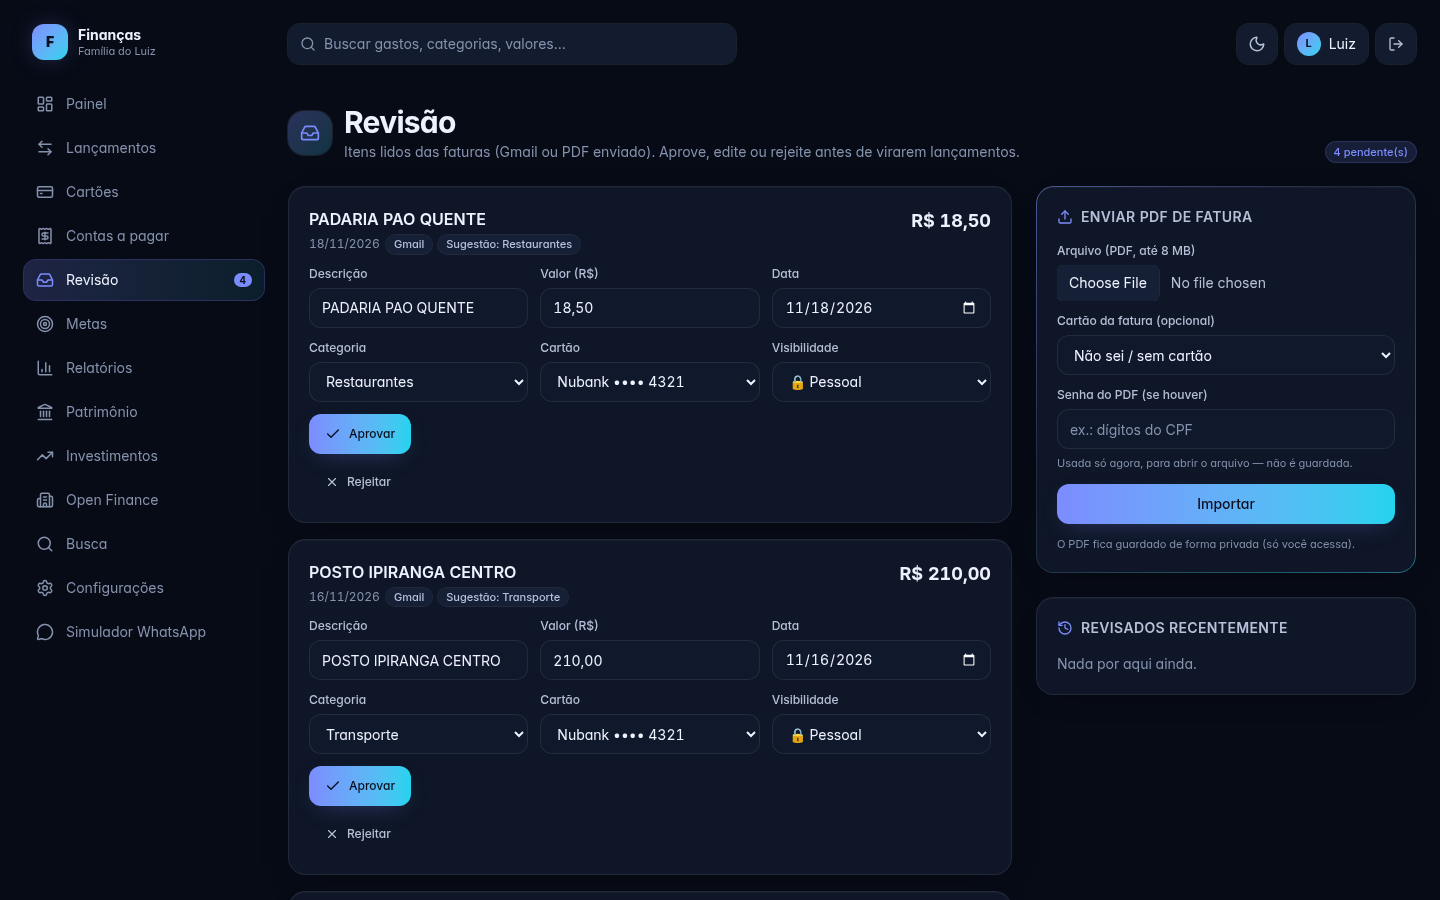 F
Finanças
Família do Luiz
Buscar gastos, categorias, valores...
L
Luiz
Painel
Lançamentos
Cartões
Contas a pagar
Revisão
4
Metas
Relatórios
Patrimônio
Investimentos
Open Finance
Busca
Configurações
Simulador WhatsApp
Revisão
Itens lidos das faturas (Gmail ou PDF enviado). Aprove, edite ou rejeite antes de virarem lançamentos.
4 pendente(s)
PADARIA PAO QUENTE
R$ 18,50
18/11/2026 Gmail Sugestão: Restaurantes
Descrição Valor (R$) Data
PADARIA PAO QUENTE 18,50 11/18/2026
Categoria Cartão Visibilidade
Restaurantes Nubank •••• 4321 🔒 Pessoal
Aprovar
Rejeitar
POSTO IPIRANGA CENTRO
R$ 210,00
16/11/2026 Gmail Sugestão: Transporte
Descrição Valor (R$) Data
POSTO IPIRANGA CENTRO 210,00 11/16/2026
Categoria Cartão Visibilidade
Transporte Nubank •••• 4321 🔒 Pessoal
Aprovar
Rejeitar
ENVIAR PDF DE FATURA
Arquivo (PDF, até 8 MB)
Choose File No file chosen
Cartão da fatura (opcional)
Não sei / sem cartão
Senha do PDF (se houver)
ex.: dígitos do CPF
Usada só agora, para abrir o arquivo — não é guardada.
Importar
O PDF fica guardado de forma privada (só você acessa).
REVISADOS RECENTEMENTE
Nada por aqui ainda.